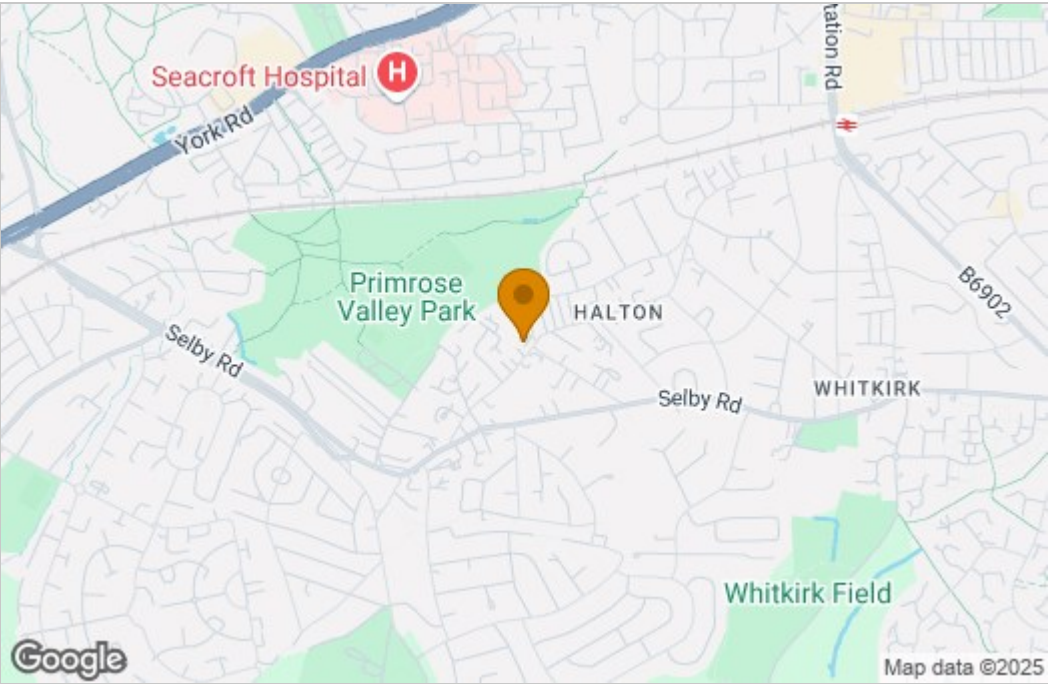 tation Rd
Seacroft Hospital
H
York Rd
Primrose
Valley Park
HALTON
B6902
Selby Rd
Selby Rd
WHITKIRK
Whitkirk Field
Google
Map data ©2025